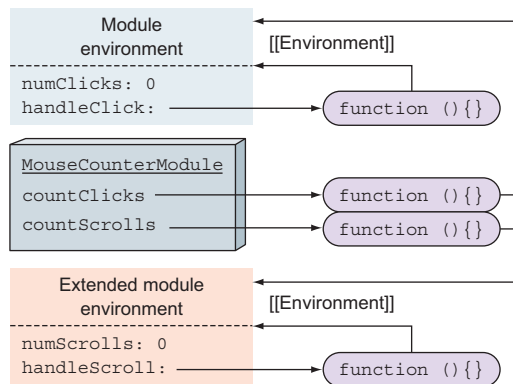 Module
environment
[[Environment]]
numClicks: 0
handleClick:
function (){}
MouseCounterModule
countClicks
function (){}
countScrolls
function (){}
Extended module
environment
[[Environment]]
numScrolls: 0
handleScroll:
function (){}